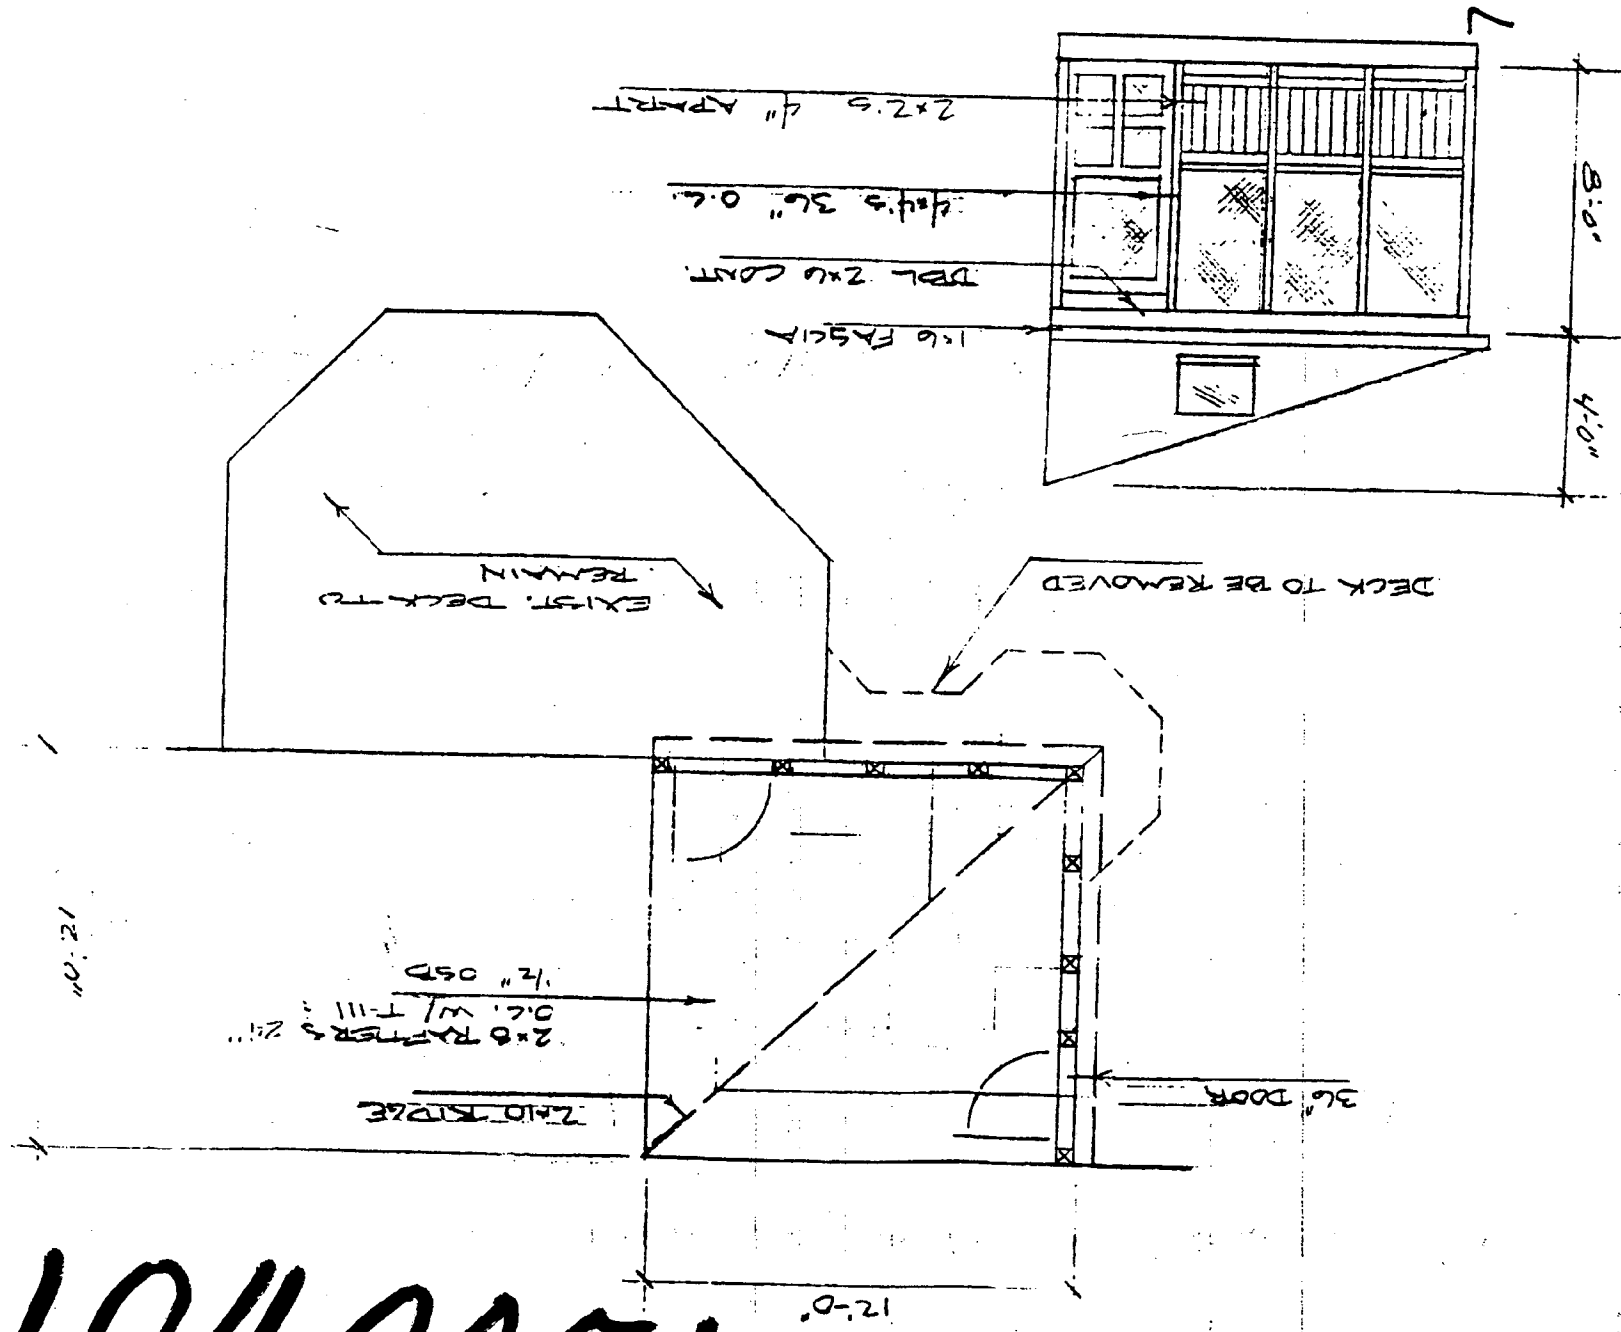 12'-0"
36" DOOR
2x10 RIDGE
2x8 RAFTERS 24"
O.C. W/ T-111 :
1/2" OSB
12'-0"
DECK TO BE REMOVED
EXIST. DECK TO
REMAIN
4'-0"
8'-0"
1x6 FASCIA
DBL 2x6 CONT.
4x4's 36" O.C.
2x2's 4" APART